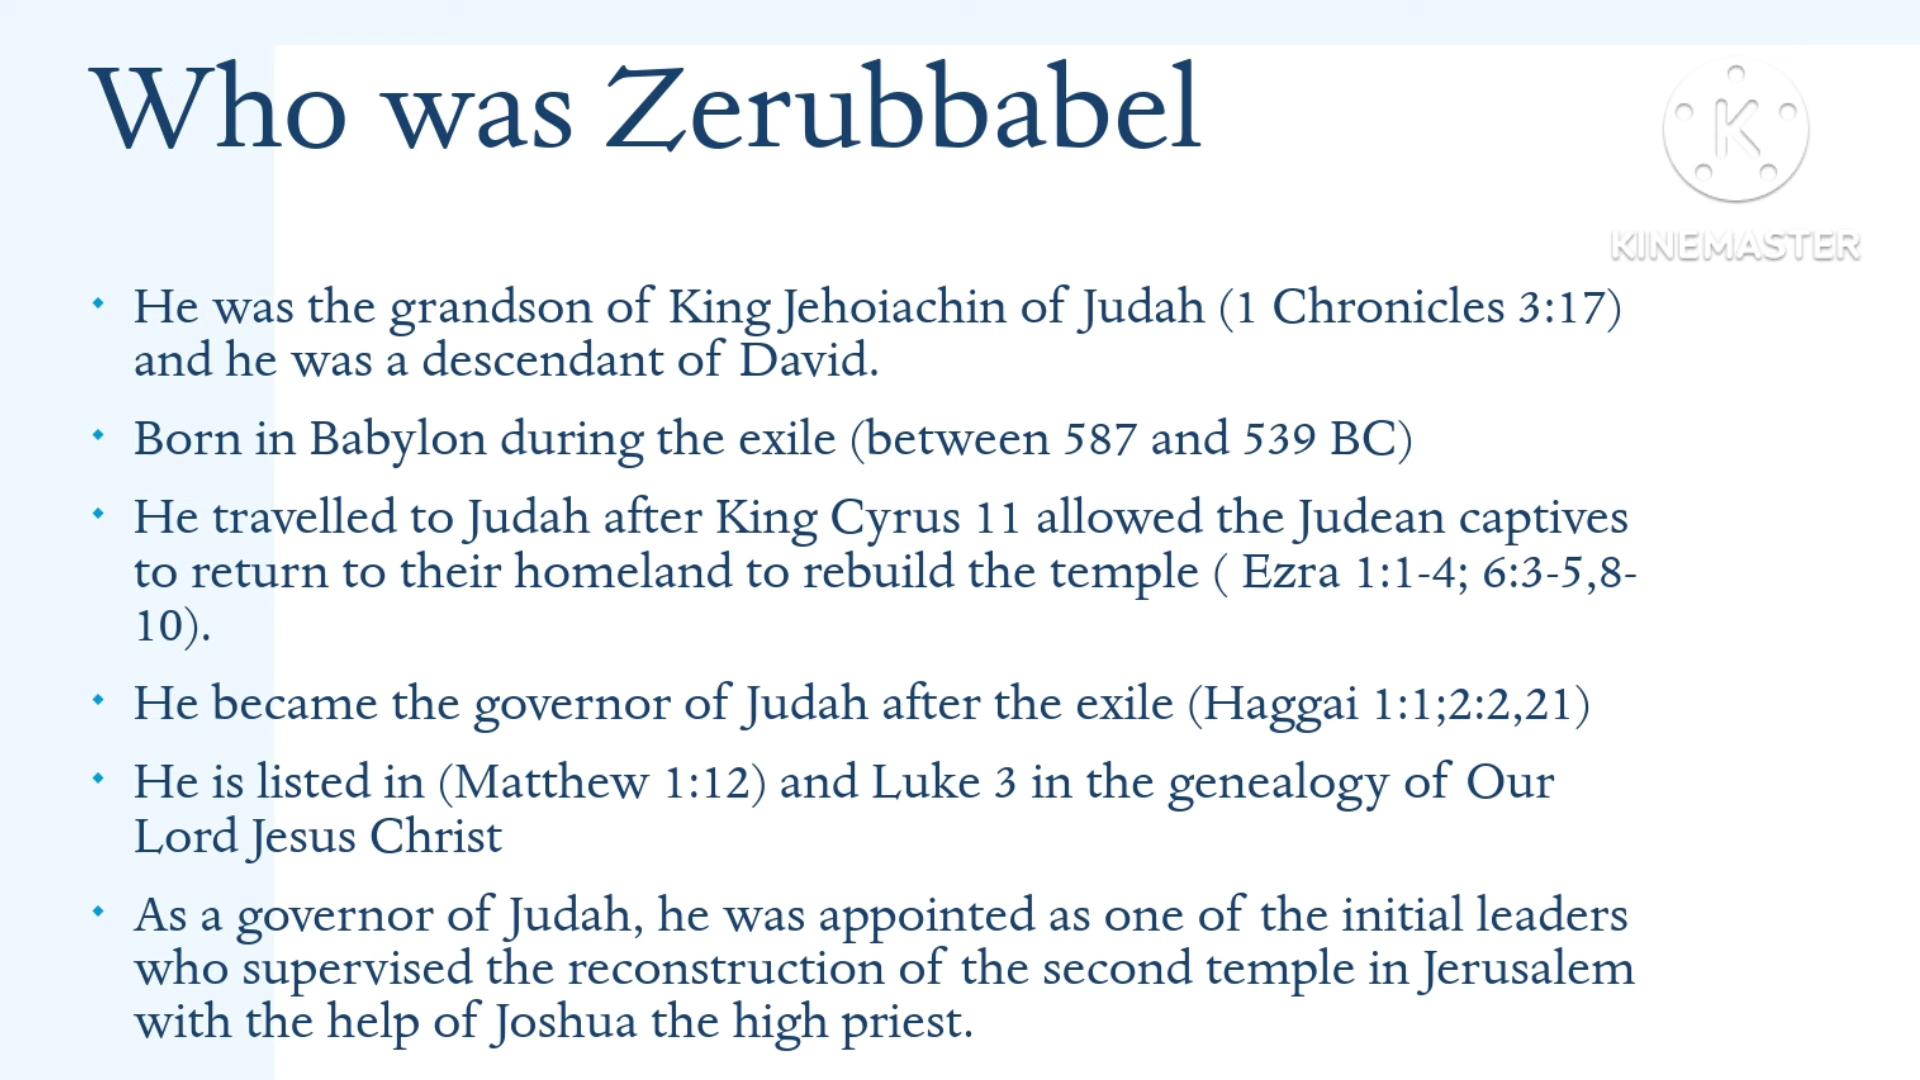 Who was Zerubbabel
K
KINEMASTER
He was the grandson of King Jehoiachin of Judah (1 Chronicles 3:17)
and he was a descendant of David.
Born in Babylon during the exile (between 587 and 539 BC)
He travelled to Judah after King Cyrus 11 allowed the Judean captives
to return to their homeland to rebuild the temple ( Ezra 1:1-4; 6:3-5,8-
10).
He became the governor of Judah after the exile (Haggai 1:1;2:2,21)
He is listed in (Matthew 1:12) and Luke 3 in the genealogy of Our
Lord Jesus Christ
As a governor of Judah, he was appointed as one of the initial leaders
who supervised the reconstruction of the second temple in Jerusalem
with the help of Joshua the high priest.